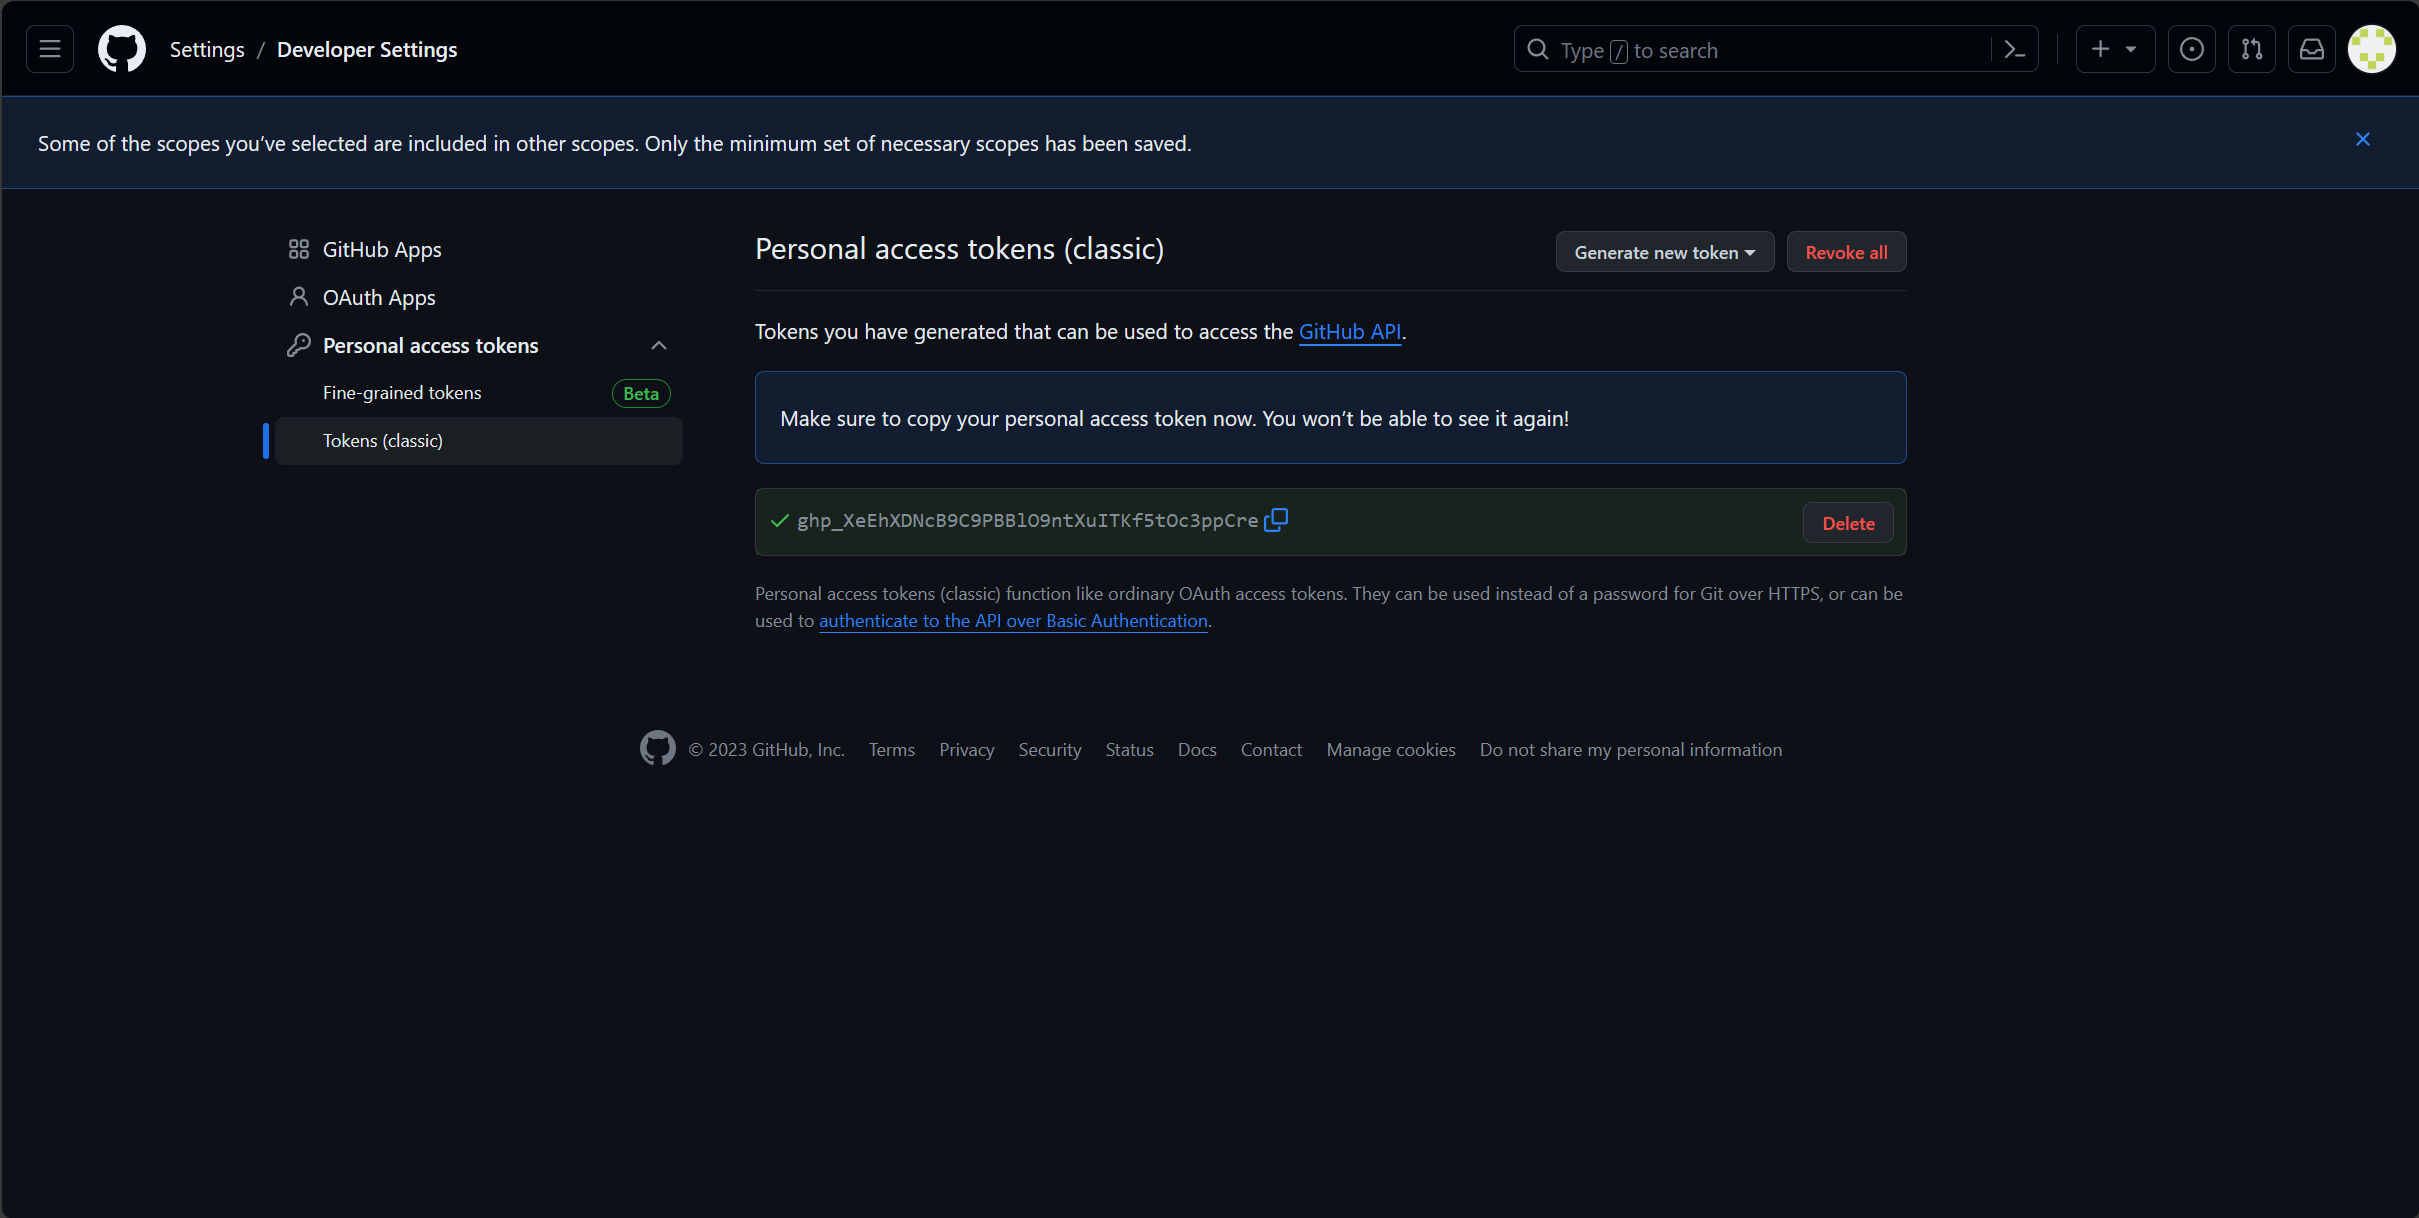 Settings / Developer Settings
Type / to search
Some of the scopes you’ve selected are included in other scopes. Only the minimum set of necessary scopes has been saved.
GitHub Apps
OAuth Apps
Personal access tokens
Fine-grained tokens Beta
Tokens (classic)
Personal access tokens (classic)
Generate new token
Revoke all
Tokens you have generated that can be used to access the GitHub API.
Make sure to copy your personal access token now. You won’t be able to see it again!
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
Delete
Personal access tokens (classic) function like ordinary OAuth access tokens. They can be used instead of a password for Git over HTTPS, or can be
used to authenticate to the API over Basic Authentication.
© 2023 GitHub, Inc. Terms Privacy Security Status Docs Contact Manage cookies Do not share my personal information